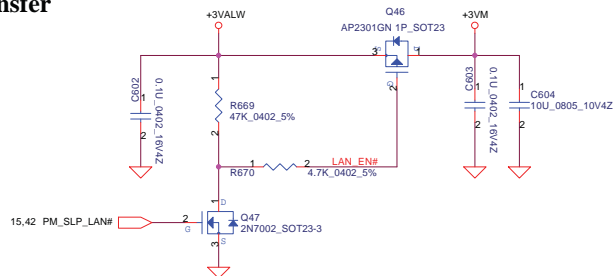 nsfer
+3VALW
Q46
AP2301GN 1P_SOT23
+3VM
3
S
D
1
G
2
C602
1
2
0.1U_0402_16V4Z
1
R669
47K_0402_5%
2
C603
1
2
0.1U_0402_16V4Z
1
C604
10U_0805_10V4Z
2
1
R670
2
LAN_EN#
4.7K_0402_5%
1
D
15,42 PM_SLP_LAN#
2
G
Q47
2N7002_SOT23-3
3
S